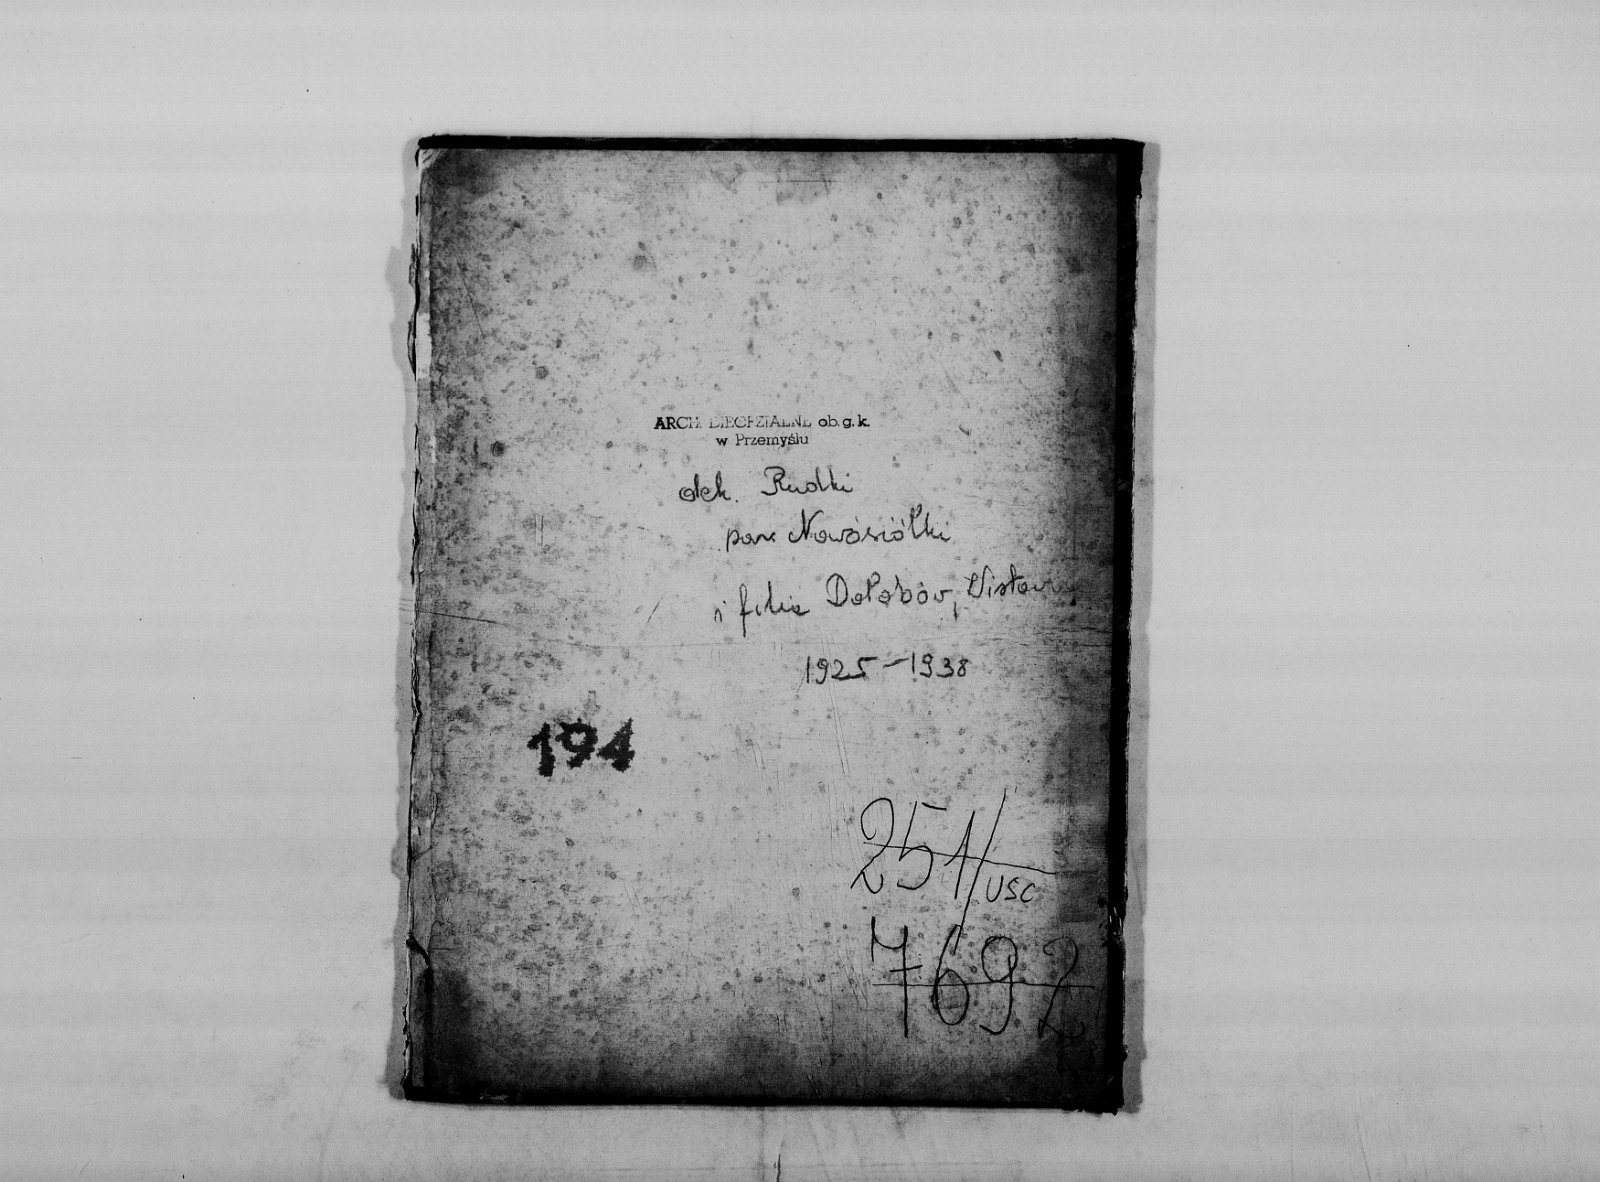 ARCH. DIECEZJALNE ob. g. k.
w Przemyślu
dek. Rudki
par. Nowosiółki
i filie Dołobów,
1925-1938
194
251/USC
7692